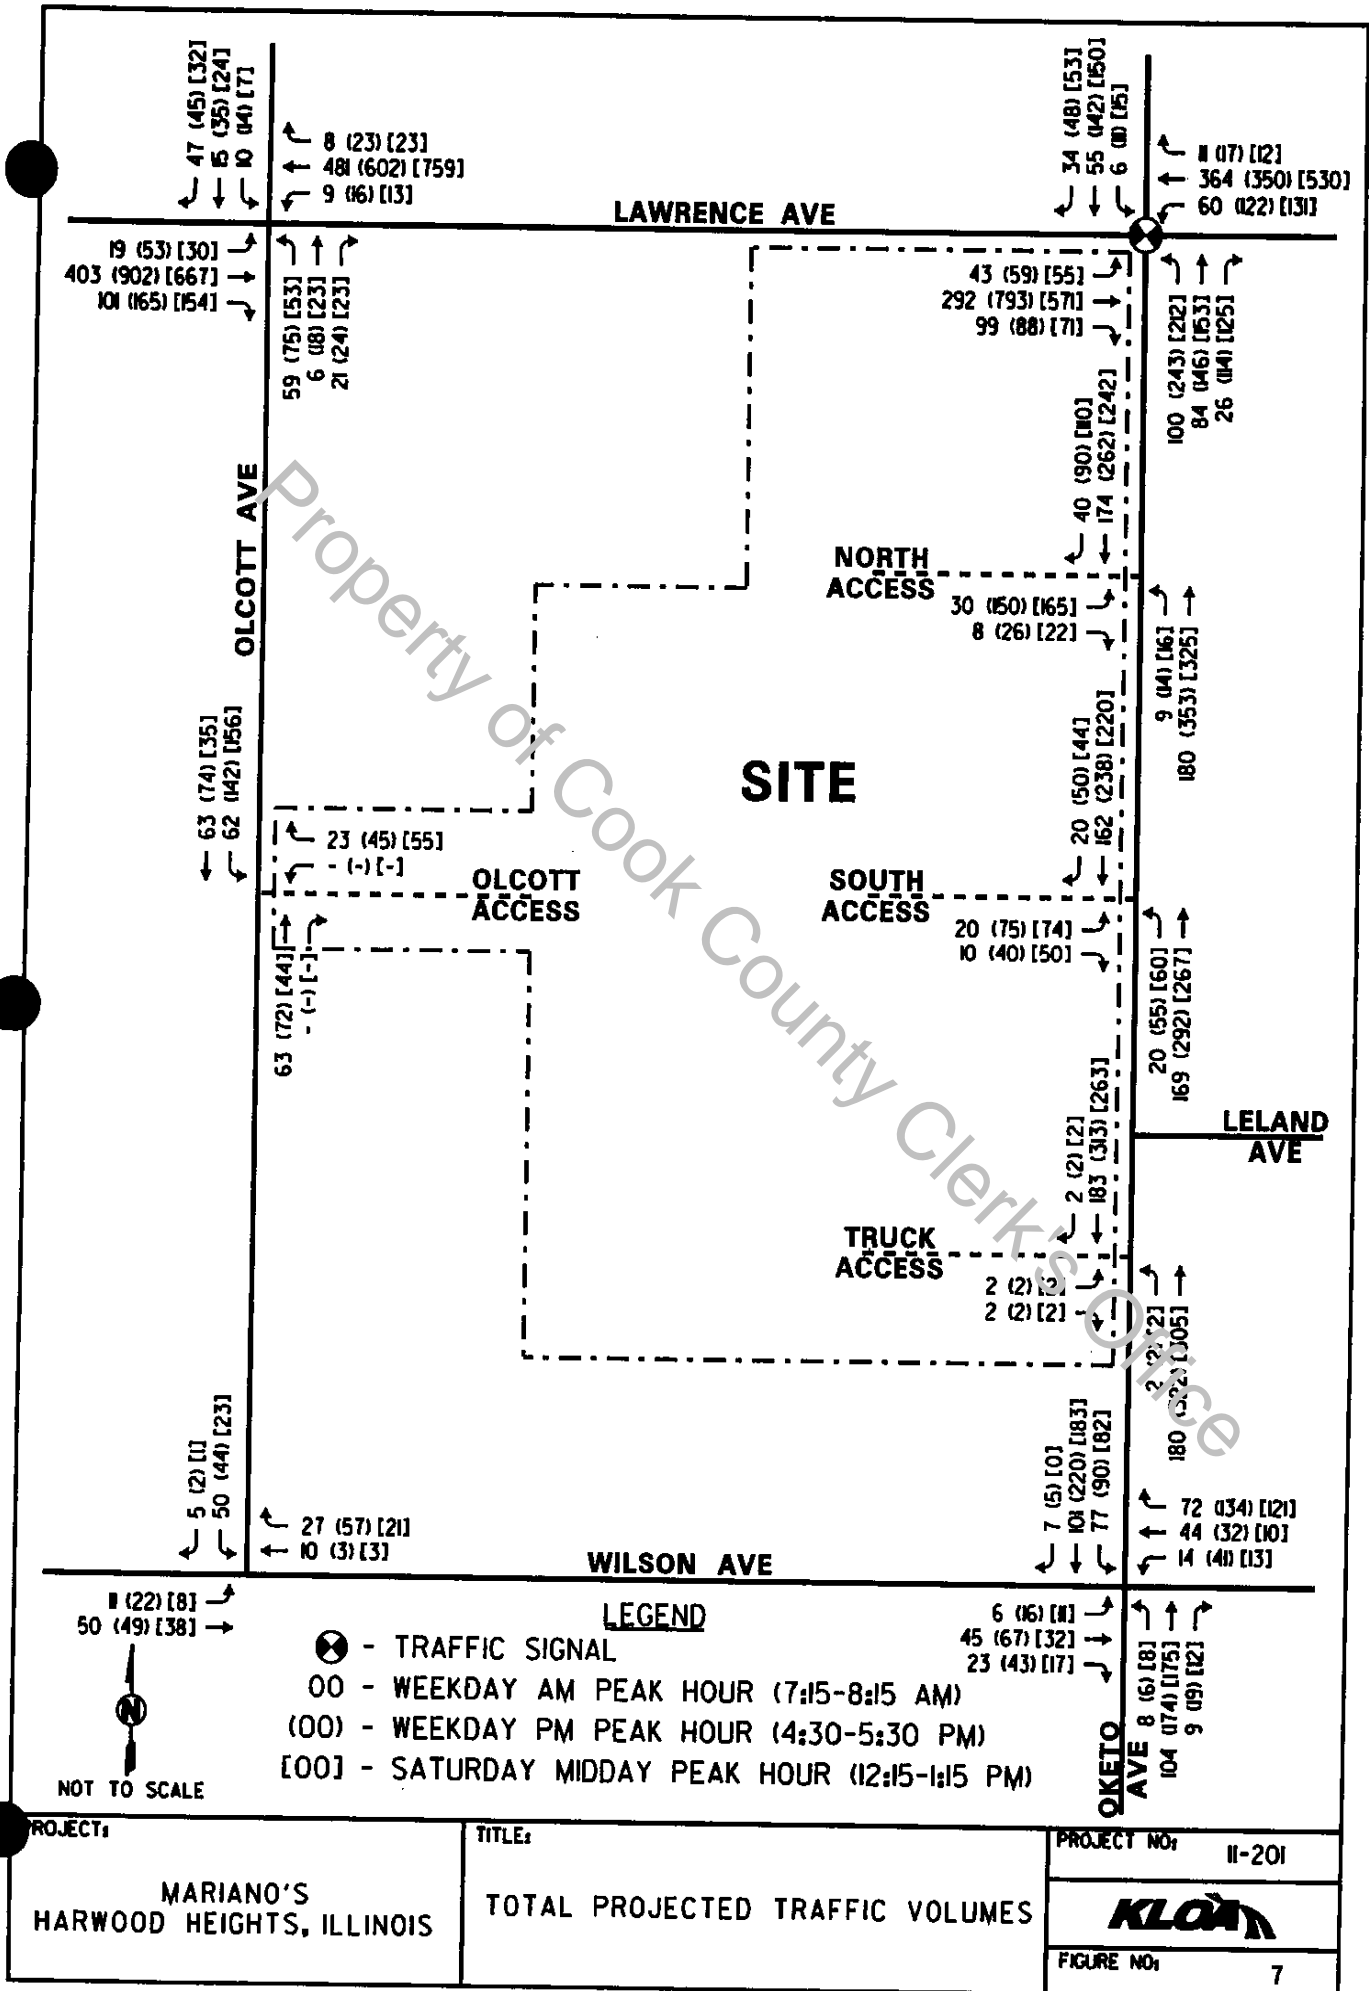 47 (45) [32]
15 (35) [24]
10 (14) [7]
8 (23) [23]
481 (602) [759]
9 (16) [13]
34 (48) [53]
55 (142) [150]
6 (11) [15]
11 (17) [12]
364 (350) [530]
60 (122) [131]
LAWRENCE AVE
19 (53) [30]
403 (902) [667]
101 (165) [154]
59 (75) [53]
6 (18) [23]
21 (24) [23]
43 (59) [55]
292 (793) [571]
99 (88) [71]
100 (243) [212]
84 (146) [153]
26 (114) [125]
OLCOTT AVE
40 (90) [110]
174 (262) [242]
NORTH
ACCESS
30 (150) [165]
8 (26) [22]
9 (14) [16]
180 (353) [325]
SITE
63 (74) [35]
62 (142) [156]
23 (45) [55]
- (-) [-]
OLCOTT
ACCESS
63 (72) [44]
- (-) [-]
20 (50) [44]
162 (238) [220]
SOUTH
ACCESS
20 (75) [74]
10 (40) [50]
20 (55) [60]
169 (292) [267]
LELAND
AVE
2 (2) [2]
183 (313) [263]
TRUCK
ACCESS
2 (2) [2]
2 (2) [2]
2 (2) [2]
180 [305]
5 (2) [1]
50 (44) [23]
27 (57) [21]
10 (3) [3]
WILSON AVE
7 (5) [0]
101 (220) [183]
77 (90) [82]
72 (134) [121]
44 (32) [10]
14 (41) [13]
11 (22) [8]
50 (49) [38]
6 (16) [11]
45 (67) [32]
23 (43) [17]
8 (6) [8]
104 (174) [175]
9 (19) [12]
OKETO
AVE
LEGEND
- TRAFFIC SIGNAL
00 - WEEKDAY AM PEAK HOUR (7:15-8:15 AM)
(00) - WEEKDAY PM PEAK HOUR (4:30-5:30 PM)
[00] - SATURDAY MIDDAY PEAK HOUR (12:15-1:15 PM)
N
NOT TO SCALE
PROJECT:
MARIANO'S
HARWOOD HEIGHTS, ILLINOIS
TITLE:
TOTAL PROJECTED TRAFFIC VOLUMES
PROJECT NO: 11-201
KLOA
FIGURE NO: 7
Property of Cook County Clerk's Office